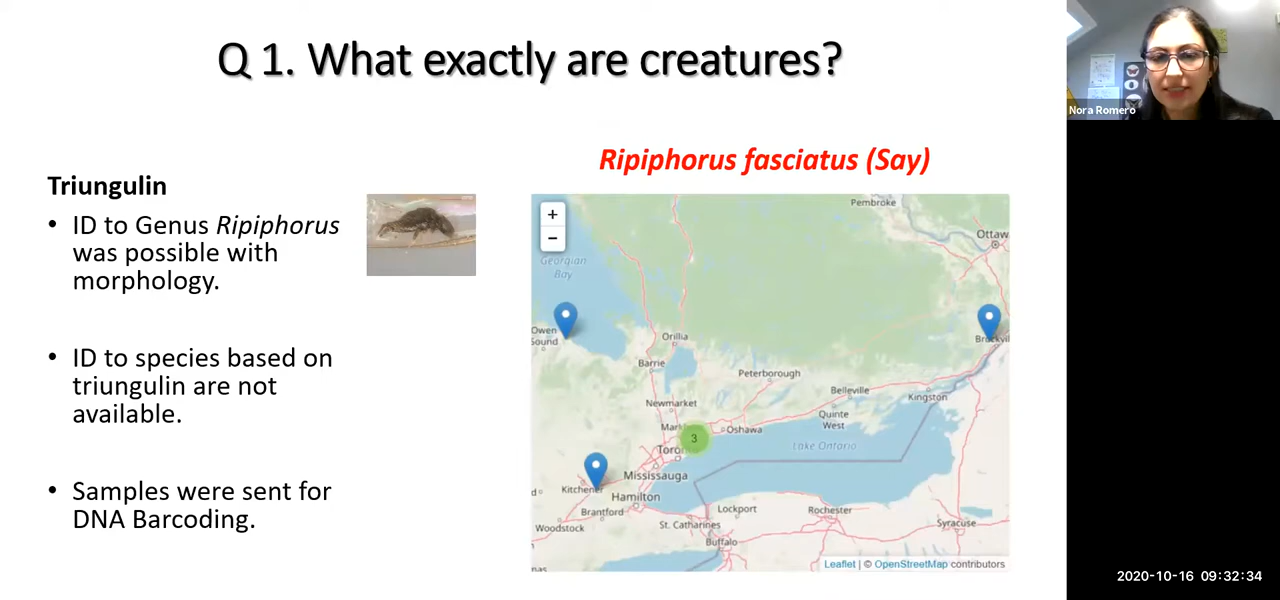 Q 1. What exactly are creatures?
Nora Romero
Ripiphorus fasciatus (Say)
Triungulin
• ID to Genus Ripiphorus
was possible with
morphology.
• ID to species based on
triungulin are not
available.
• Samples were sent for
DNA Barcoding.
+
−
Pembroke
Ottaw
Georgian
Bay
Owen
Sound
Orillia
Brockvil
Barrie
Peterborough
Belleville
Kingston
Newmarket
Quinte
West
Mark
Oshawa
3
Toro
Lake Ontario
Mississauga
Kitchener
Hamilton
Brantford
Lockport
Rochester
Woodstock
St. Catharines
Syracuse
Buffalo
Leaflet | © OpenStreetMap contributors
2020-10-16 09:32:34